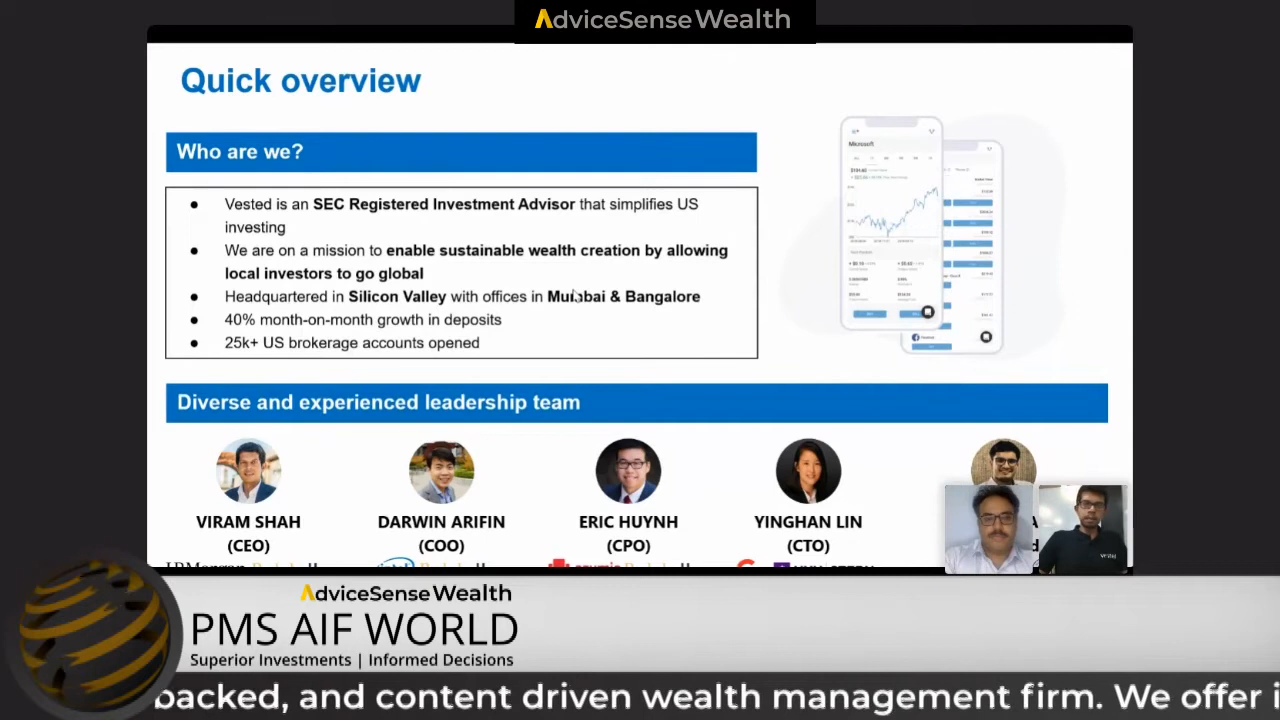 AdviceSense Wealth
Quick overview
Who are we?
● Vested is an SEC Registered Investment Advisor that simplifies US
investing
● We are on a mission to enable sustainable wealth creation by allowing
local investors to go global
● Headquartered in Silicon Valley with offices in Mumbai & Bangalore
● 40% month-on-month growth in deposits
● 25k+ US brokerage accounts opened
Microsoft
Diverse and experienced leadership team
VIRAM SHAH
(CEO)
DARWIN ARIFIN
(COO)
ERIC HUYNH
(CPO)
YINGHAN LIN
(CTO)
AdviceSense Wealth
PMS AIF WORLD
Superior Investments | Informed Decisions
backed, and content driven wealth management firm. We offer i